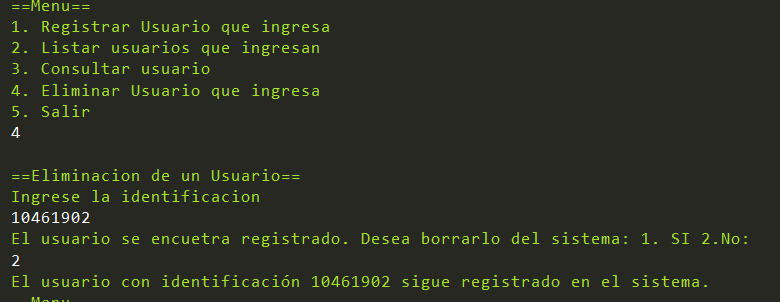 ==Menu==
1. Registrar Usuario que ingresa
2. Listar usuarios que ingresan
3. Consultar usuario
4. Eliminar Usuario que ingresa
5. Salir
4
==Eliminacion de un Usuario==
Ingrese la identificacion
10461902
El usuario se encuetra registrado. Desea borrarlo del sistema: 1. SI 2.No:
2
El usuario con identificación 10461902 sigue registrado en el sistema.
Menu